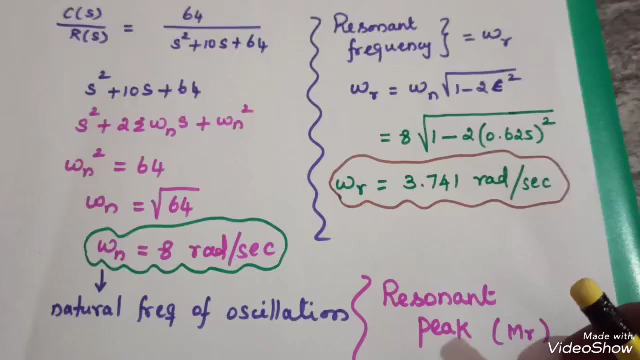 C(S)/R(S) = 64/(s² + 10s + 64)
s² + 10s + 64
s² + 2ξωₙs + ωₙ²
ωₙ² = 64
ωₙ = √64
ωₙ = 8 rad/sec
↓
natural freq of oscillations
Resonant
frequency } = ωᵣ
ωᵣ = ωₙ √(1-2ξ²)
= 8 √(1-2(0.625)²)
ωᵣ = 3.741 rad/sec
Resonant
Peak (Mr)
Made with
VideoShow